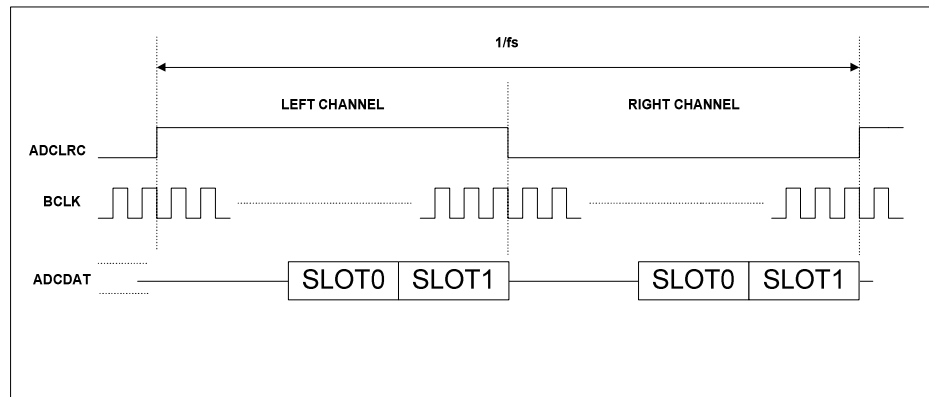 1/fs
LEFT CHANNEL RIGHT CHANNEL
ADCLRC
BCLK
ADCDAT SLOT0 SLOT1 SLOT0 SLOT1